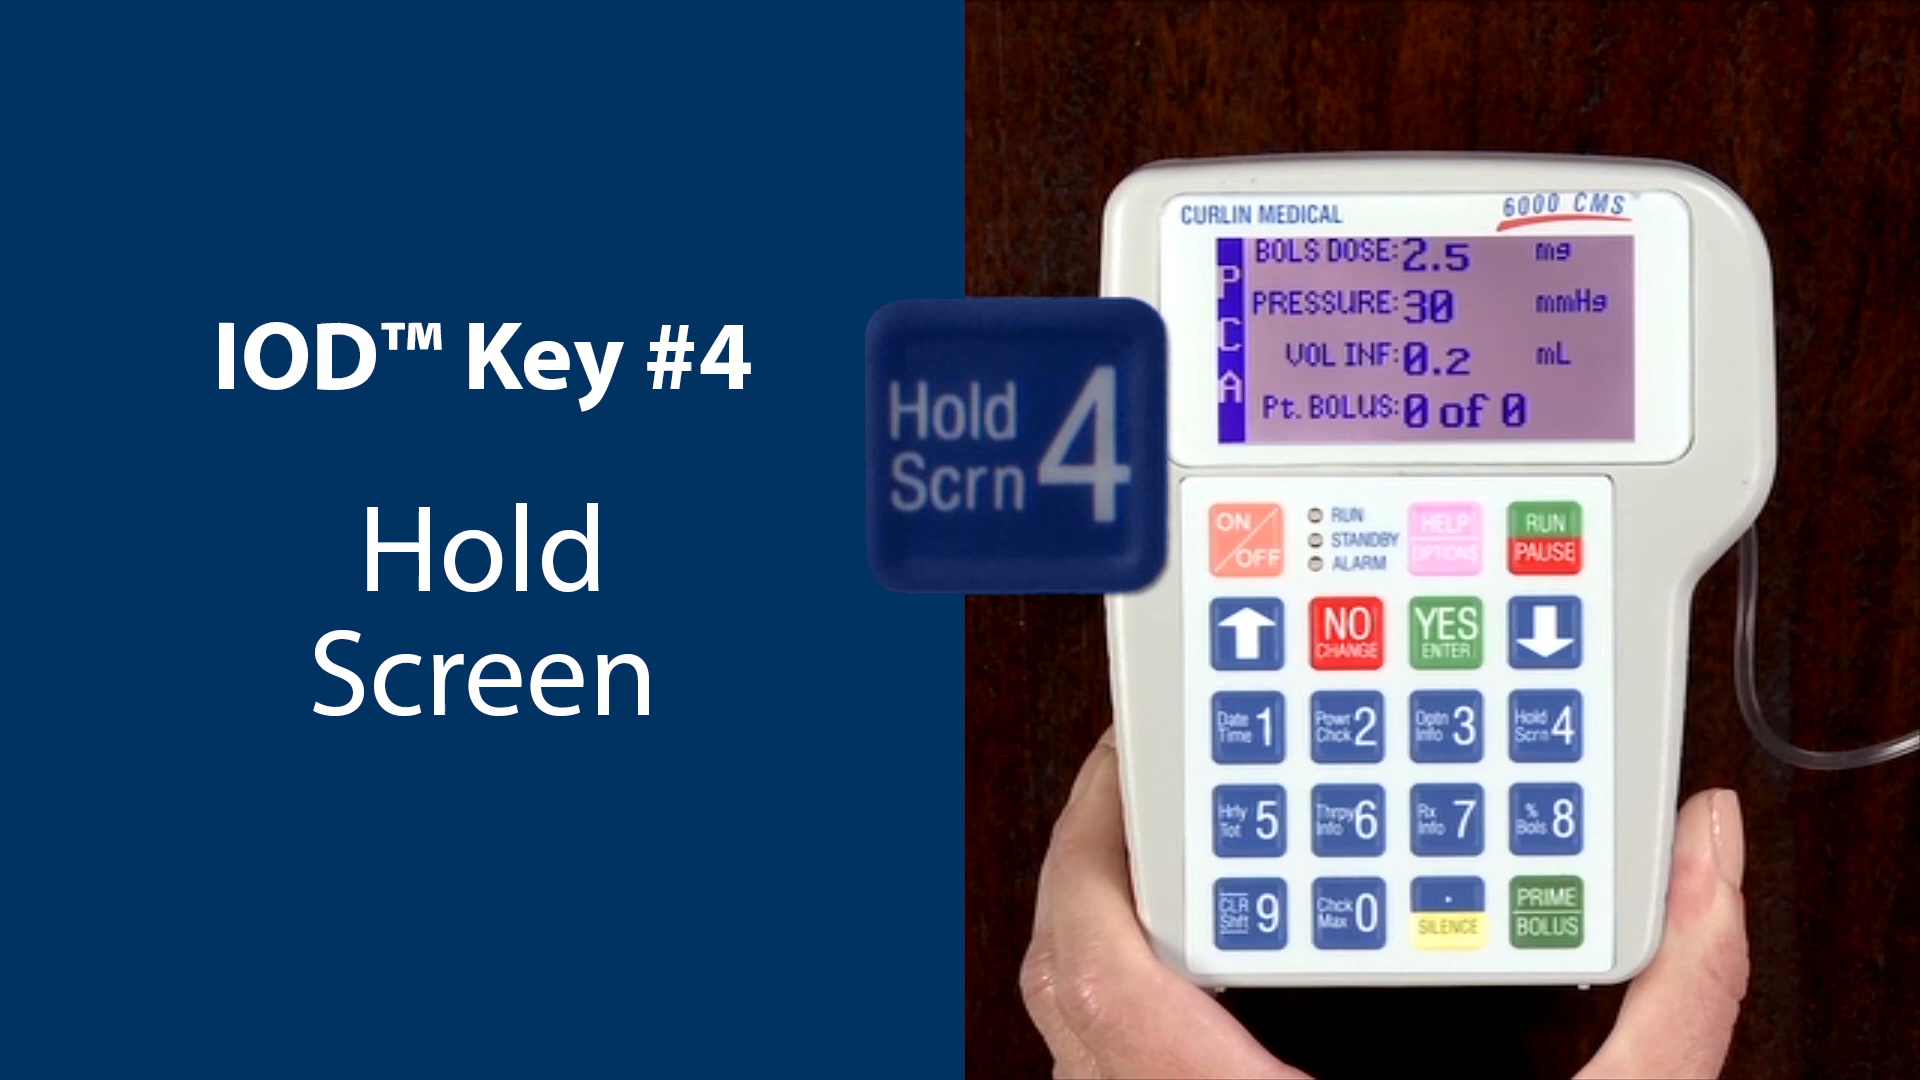 IOD™ Key #4
Hold
Screen
Hold
Scrn 4
CURLIN MEDICAL
6000 CMS™
PCA
BOLS DOSE: 2.5 mg
PRESSURE: 30 mmHg
VOL INF: 0.2 mL
Pt. BOLUS: 0 of 0
ON/OFF
RUN
STANDBY
ALARM
HELP
OPTIONS
RUN
PAUSE
NO
CHANGE
YES
ENTER
Date
Time 1
Powr
Chck 2
Optn
Info 3
Hold
Scrn 4
Hrly
Tot 5
Thrpy
Info 6
Rx
Info 7
%
Bols 8
CLR
Shft 9
Chck
Max 0
.
SILENCE
PRIME
BOLUS